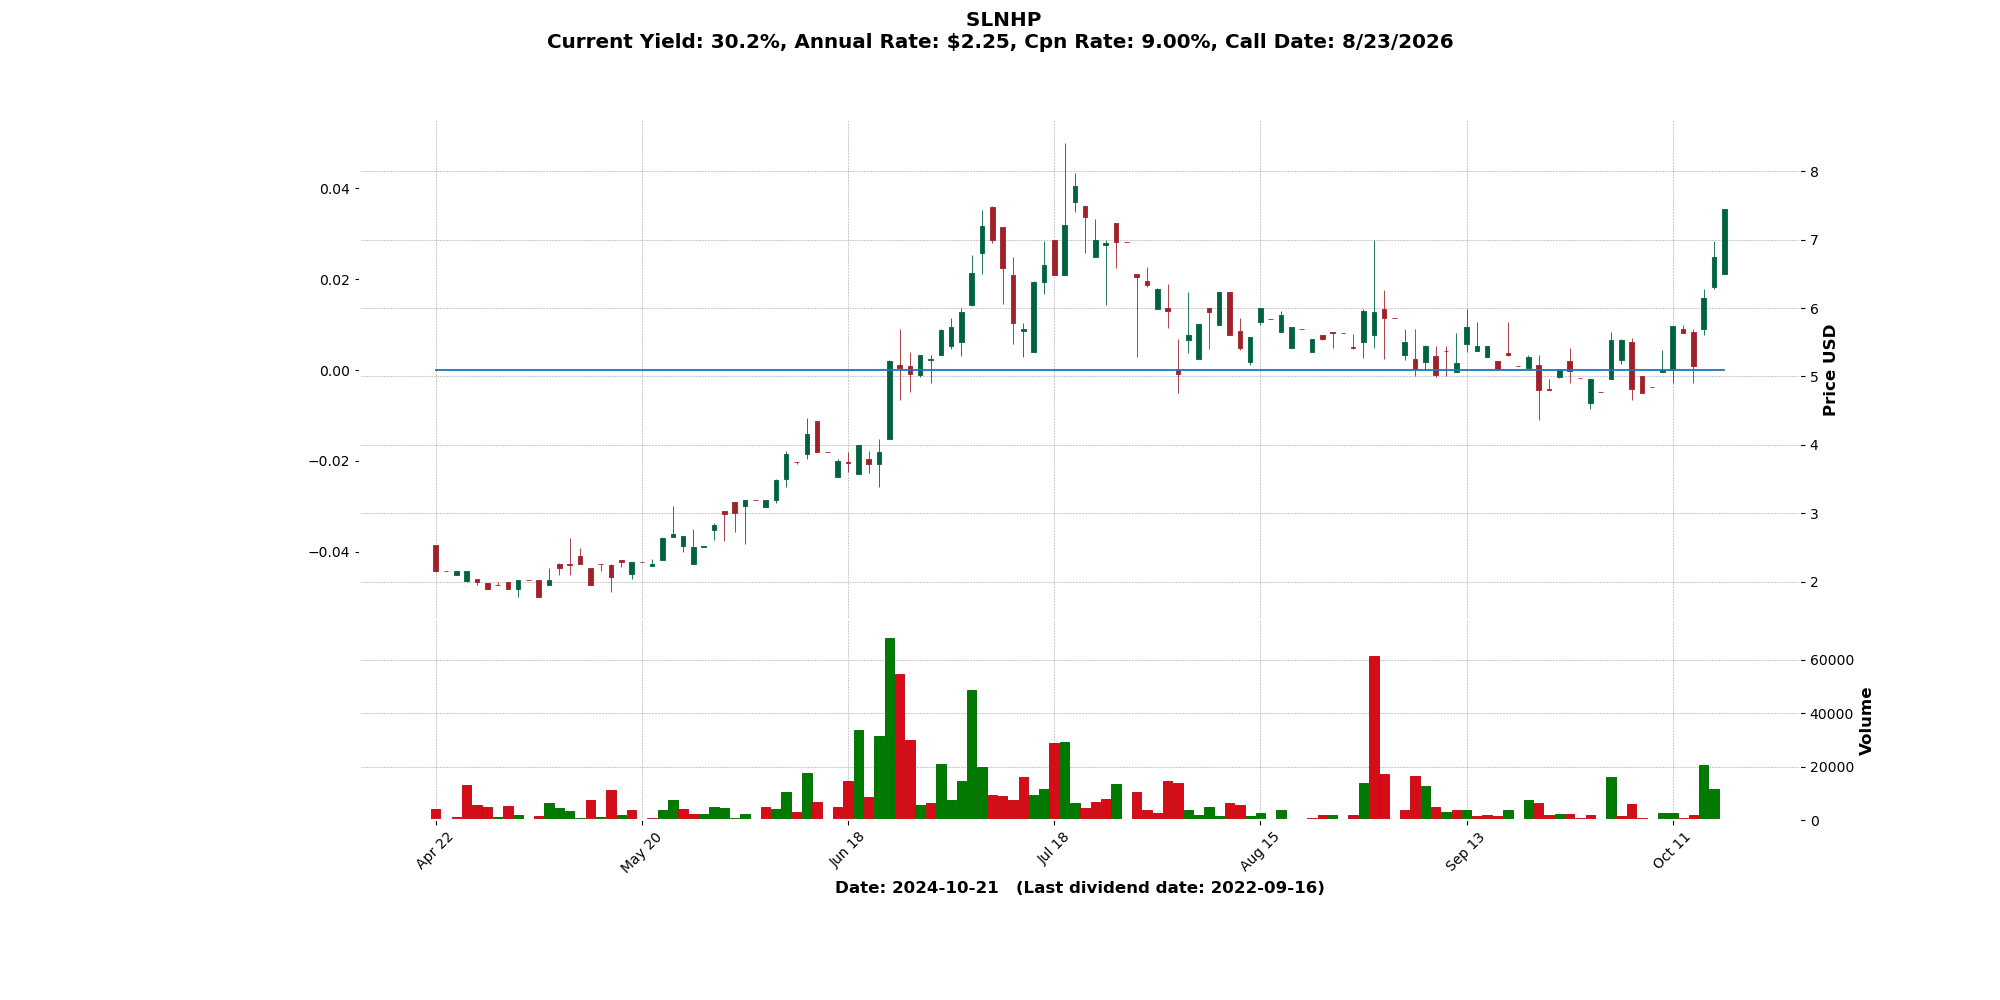 SLNHP
Current Yield: 30.2%, Annual Rate: $2.25, Cpn Rate: 9.00%, Call Date: 8/23/2026
0.04
0.02
0.00
−0.02
−0.04
8
7
6
5
4
3
2
Price USD
60000
40000
20000
0
Volume
Apr 22
May 20
Jun 18
Jul 18
Aug 15
Sep 13
Oct 11
Date: 2024-10-21   (Last dividend date: 2022-09-16)